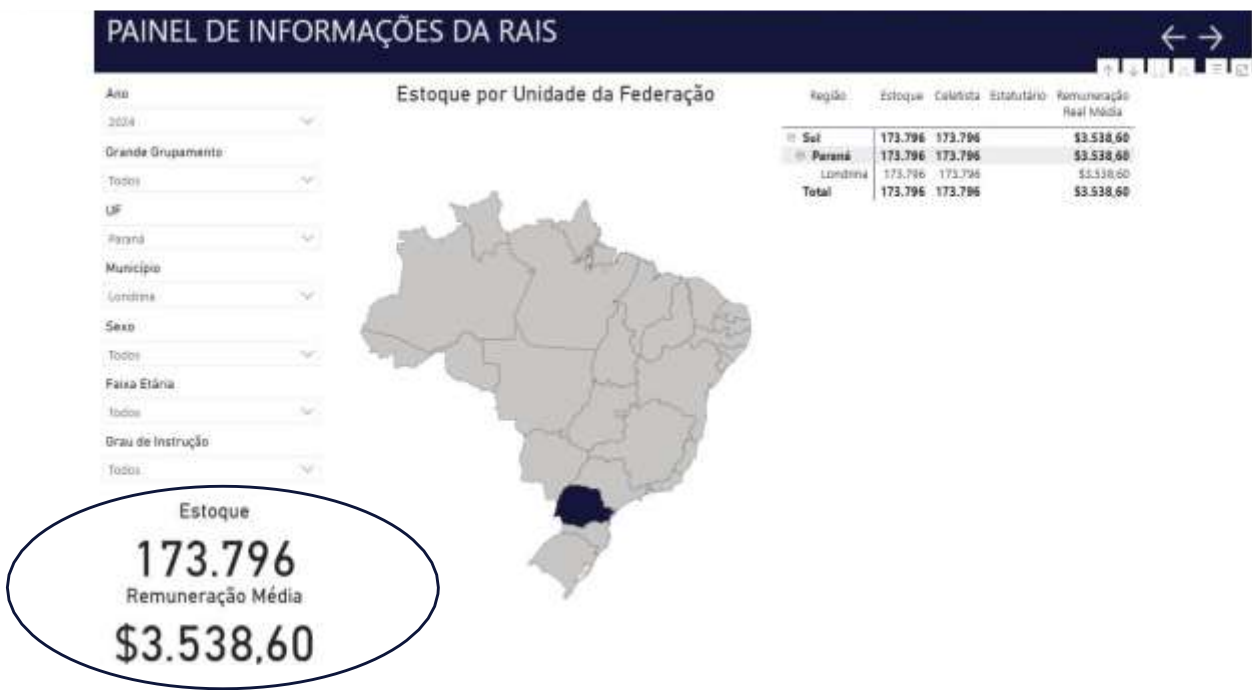 PAINEL DE INFORMAÇÕES DA RAIS
Ano
2024
Grande Grupamento
Todos
UF
Paraná
Município
Londrina
Sexo
Todos
Faixa Etária
Todos
Grau de Instrução
Todos
Estoque
173.796
Remuneração Média
$3.538,60
Estoque por Unidade da Federação
Região Estoque Celetista Estatutário Remuneração
Real Média
Sul 173.796 173.796 $3.538,60
Paraná 173.796 173.796 $3.538,60
Londrina 173.796 173.796 $3.538,60
Total 173.796 173.796 $3.538,60